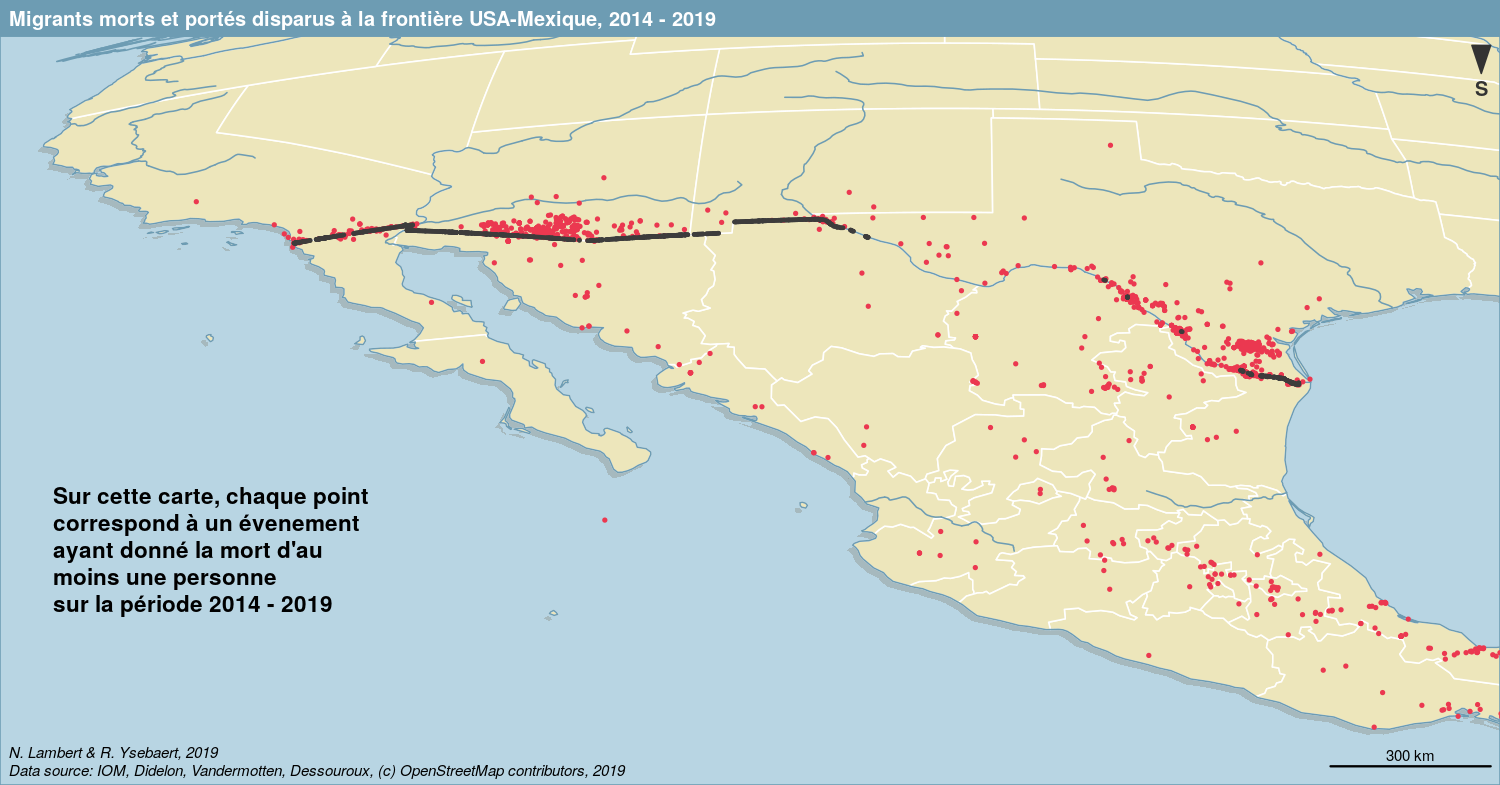 Migrants morts et portés disparus à la frontière USA-Mexique, 2014 - 2019
S
Sur cette carte, chaque point
correspond à un évenement
ayant donné la mort d'au
moins une personne
sur la période 2014 - 2019
N. Lambert & R. Ysebaert, 2019
Data source: IOM, Didelon, Vandermotten, Dessouroux, (c) OpenStreetMap contributors, 2019
300 km